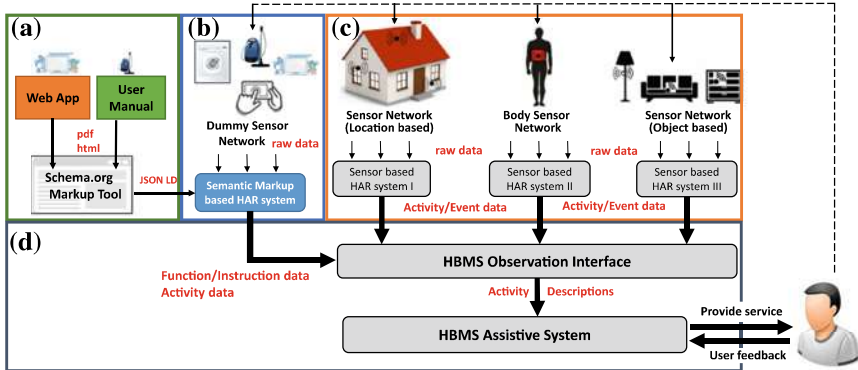 (a)
Web App
User
Manual
pdf
html
Schema.org
Markup Tool
JSON LD
(b)
Dummy Sensor
Network
raw data
Semantic Markup
based HAR system
(c)
Sensor Network
(Location based)
Body Sensor
Network
Sensor Network
(Object based)
raw data
raw data
Sensor based
HAR system I
Sensor based
HAR system II
Sensor based
HAR system III
Activity/Event data
Activity/Event data
(d)
Function/Instruction data
Activity data
HBMS Observation Interface
Activity Descriptions
HBMS Assistive System
Provide service
User feedback